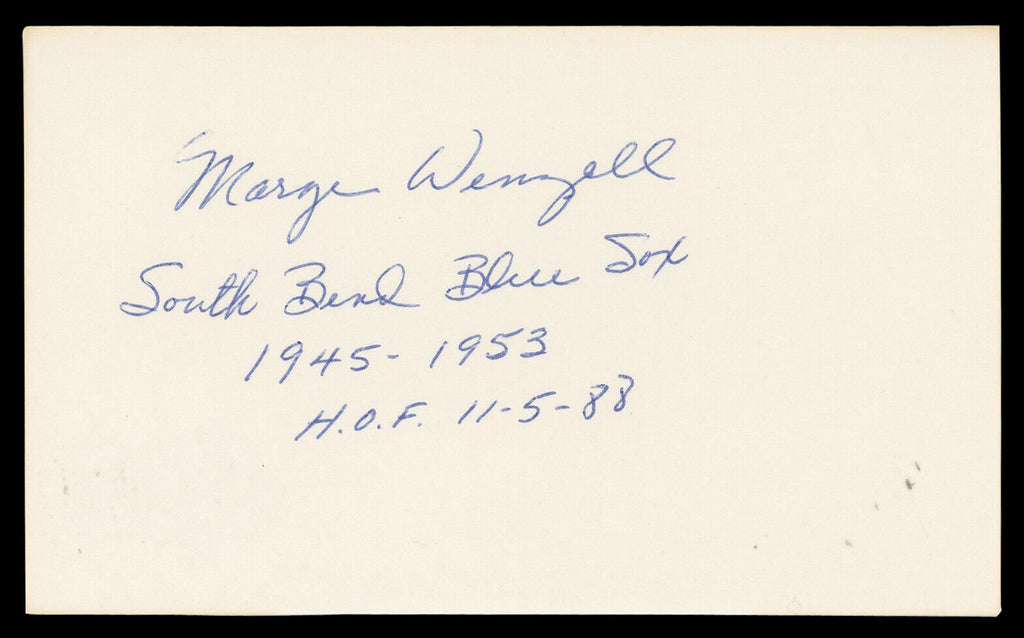 Marge Wenzell
South Bend Blue Sox
1945-1953
H.O.F. 11-5-88